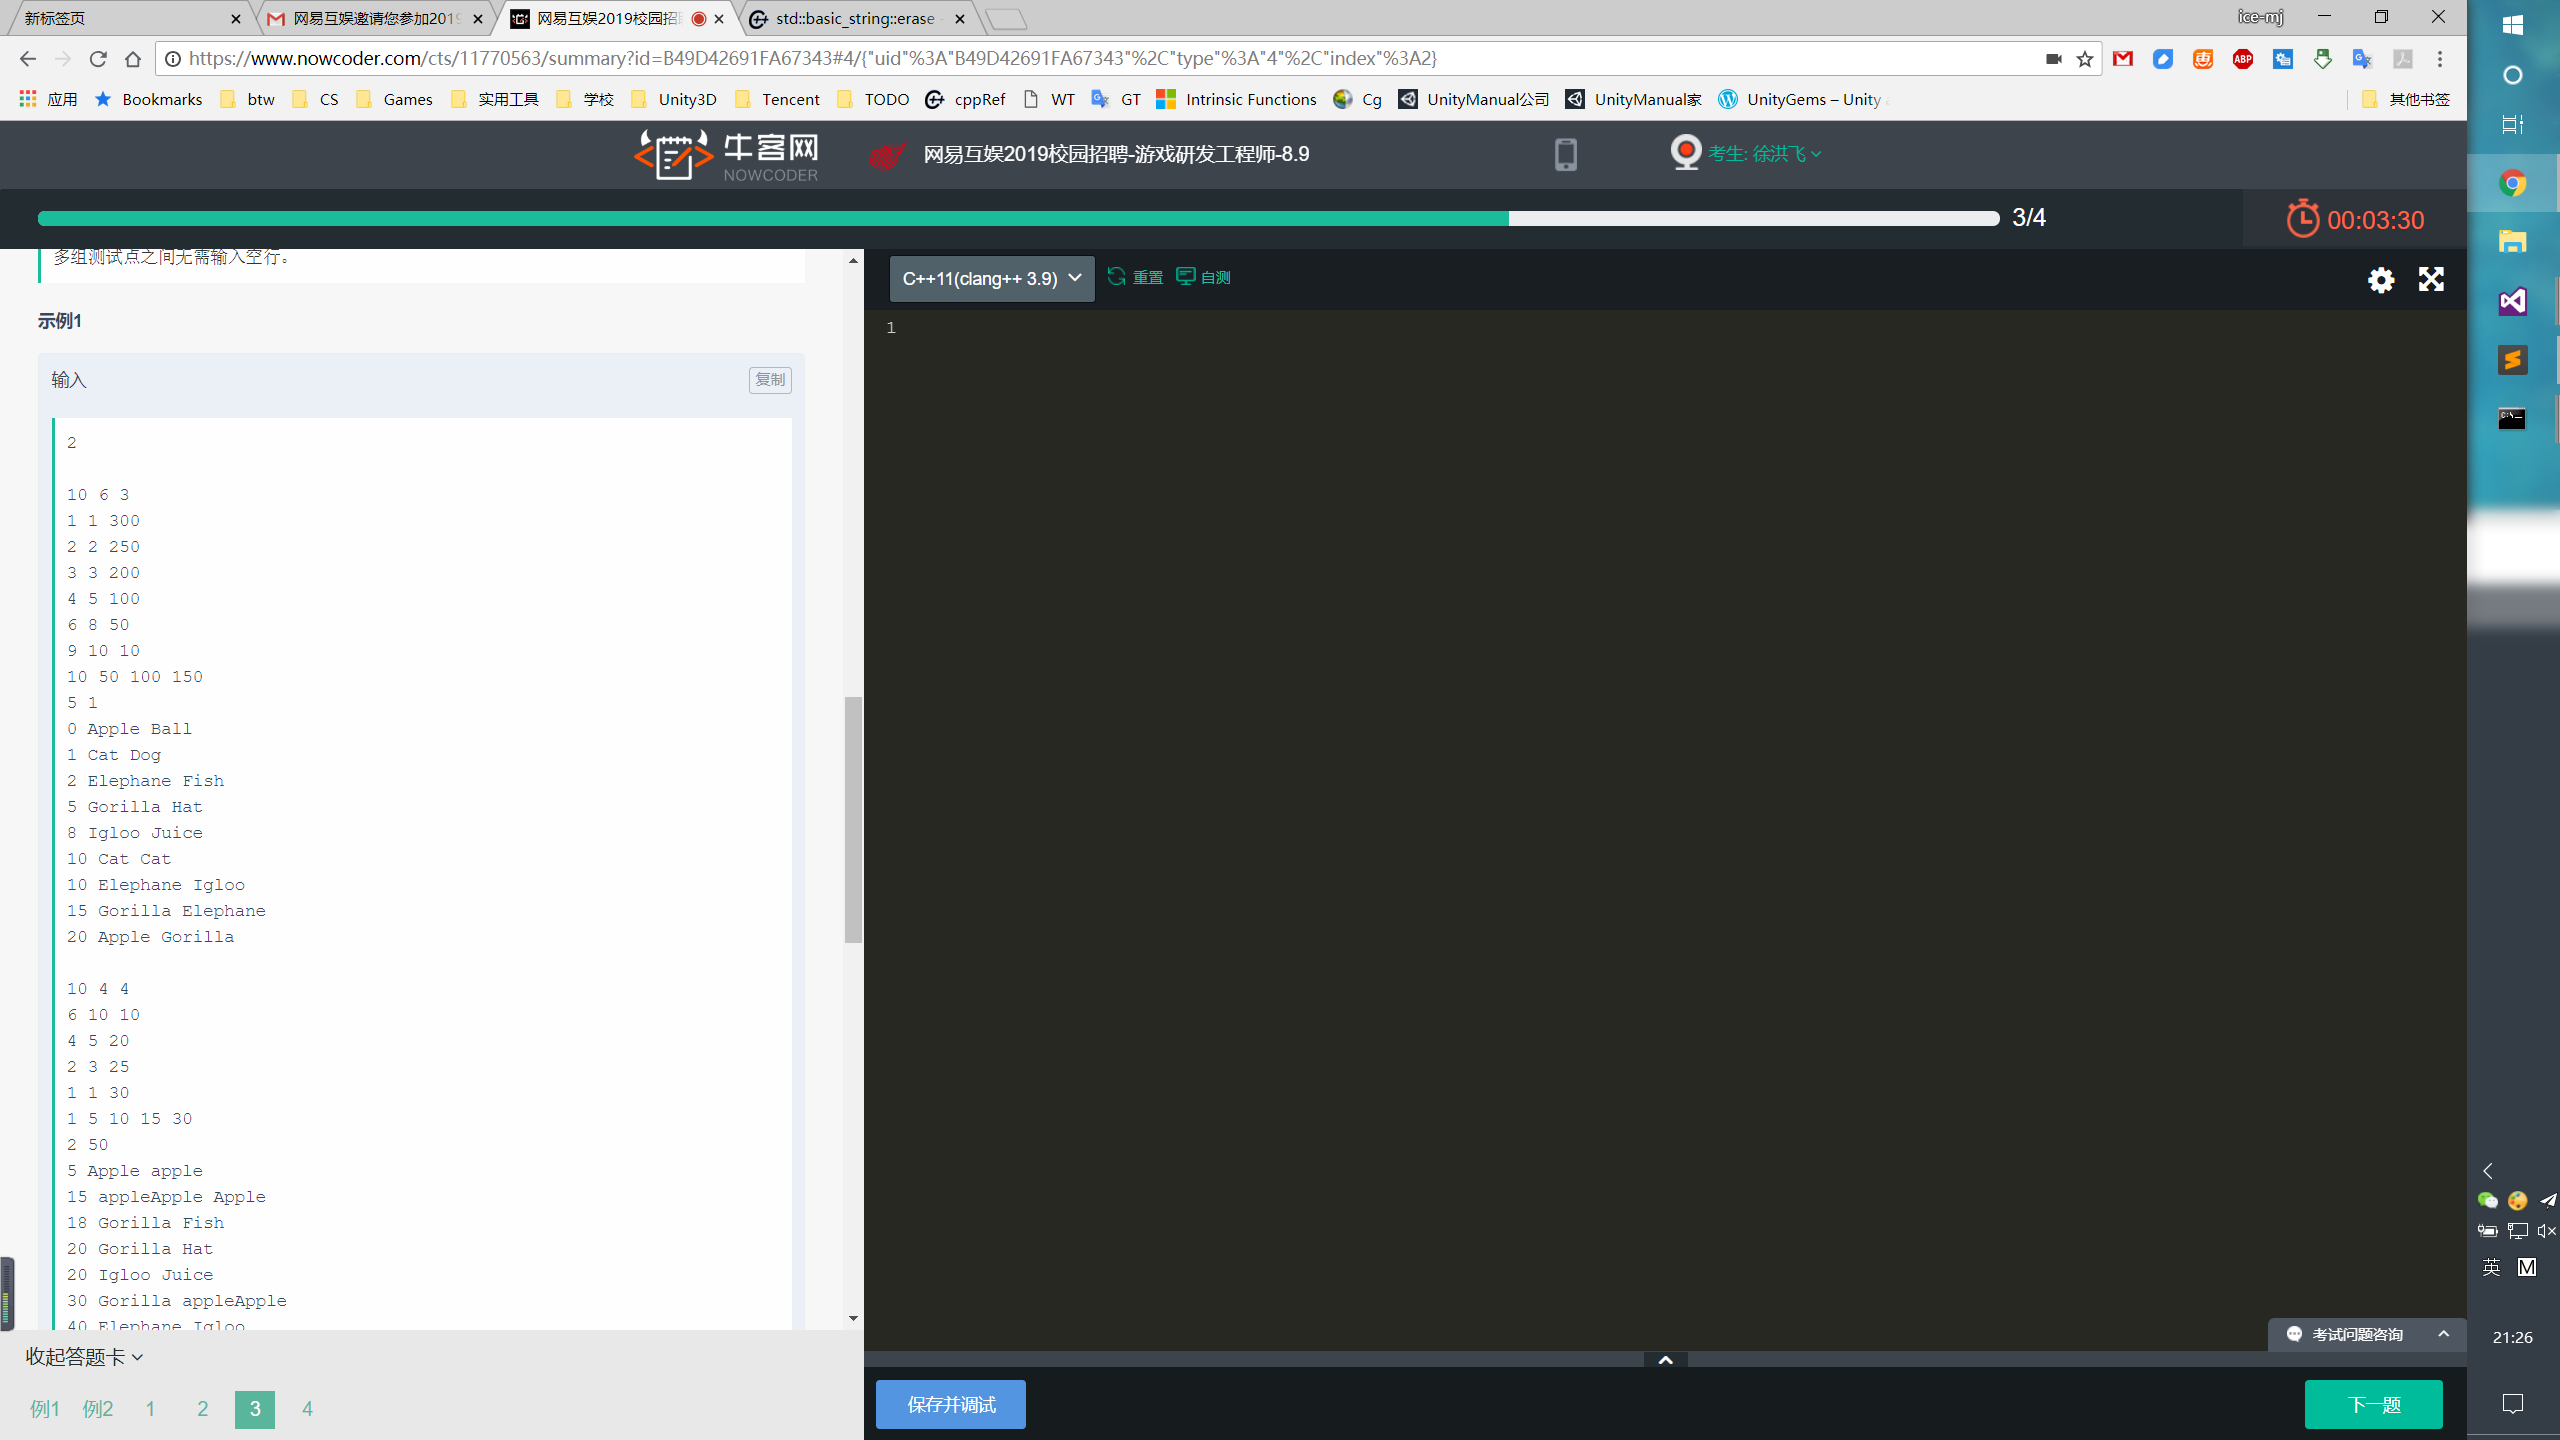 新标签页
网易互娱邀请您参加2019
网易互娱2019校园招
std::basic_string::erase -
ice-mj
https://www.nowcoder.com/cts/11770563/summary?id=B49D42691FA67343#4/{"uid"%3A"B49D42691FA67343"%2C"type"%3A"4"%2C"index"%3A2}
应用 Bookmarks btw CS Games 实用工具 学校 Unity3D Tencent TODO cppRef WT GT Intrinsic Functions Cg UnityManual公司 UnityManual家 UnityGems – Unity 其他书签
牛客网
NOWCODER
网易互娱2019校园招聘-游戏研发工程师-8.9
考生: 徐洪飞
3/4
00:03:30
多组测试点之间无需输入空行。
示例1
输入
复制
2
10 6 3
1 1 300
2 2 250
3 3 200
4 5 100
6 8 50
9 10 10
10 50 100 150
5 1
0 Apple Ball
1 Cat Dog
2 Elephane Fish
5 Gorilla Hat
8 Igloo Juice
10 Cat Cat
10 Elephane Igloo
15 Gorilla Elephane
20 Apple Gorilla
10 4 4
6 10 10
4 5 20
2 3 25
1 1 30
1 5 10 15 30
2 50
5 Apple apple
15 appleApple Apple
18 Gorilla Fish
20 Gorilla Hat
20 Igloo Juice
30 Gorilla appleApple
40 Elephane Igloo
收起答题卡
例1 例2 1 2 3 4
C++11(clang++ 3.9)
重置
自测
1
考试问题咨询
保存并调试
下一题
ABP
英 M
21:26